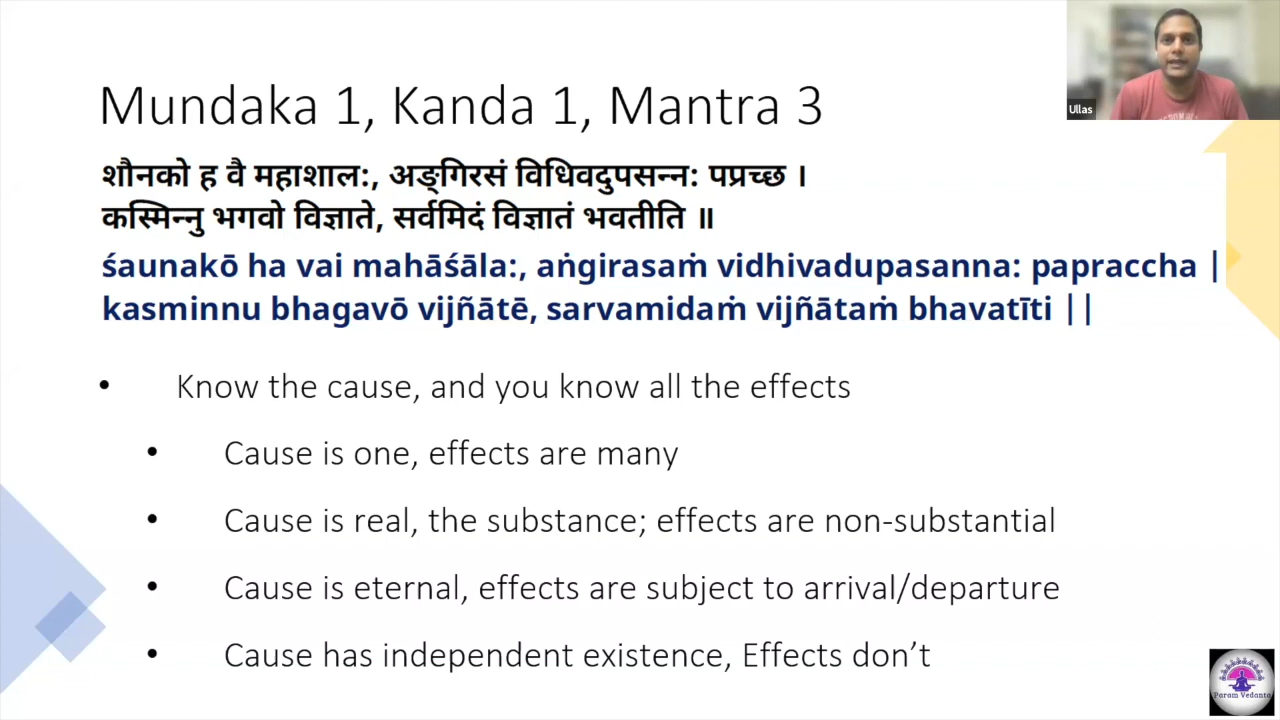 Ullas
Mundaka 1, Kanda 1, Mantra 3
शौनको ह वै महाशाल:, अङ्गिरसं विधिवदुपसन्न: पप्रच्छ ।
कस्मिन्नु भगवो विज्ञाते, सर्वमिदं विज्ञातं भवतीति ॥
śaunakō ha vai mahāśāla:, aṅgirasaṁ vidhivadupasanna: papraccha |
kasminnu bhagavō vijñātē, sarvamidaṁ vijñātaṁ bhavatīti ||
• Know the cause, and you know all the effects
• Cause is one, effects are many
• Cause is real, the substance; effects are non-substantial
• Cause is eternal, effects are subject to arrival/departure
• Cause has independent existence, Effects don’t
Param Vedanta